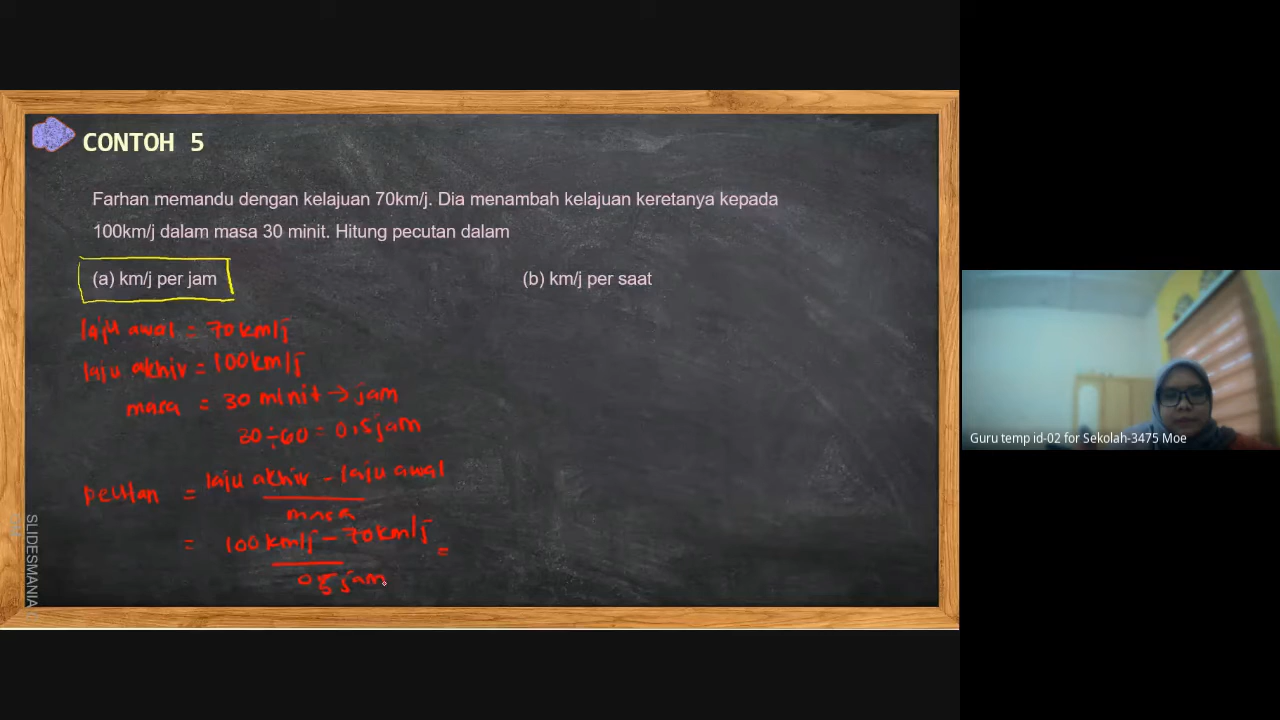 CONTOH 5
Farhan memandu dengan kelajuan 70km/j. Dia menambah kelajuan keretanya kepada
100km/j dalam masa 30 minit. Hitung pecutan dalam
(a) km/j per jam
(b) km/j per saat
laju awal = 70km/j
laju akhir = 100km/j
masa = 30 minit → jam
30 ÷ 60 = 0.5 jam
pecutan = laju akhir - laju awal
masa
= 100 km/j - 70km/j =
0.5 jam
SLIDESMANIA
Guru temp id-02 for Sekolah-3475 Moe